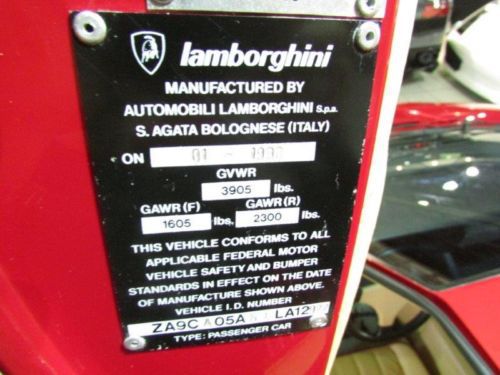 lamborghini
MANUFACTURED BY
AUTOMOBILI LAMBORGHINI S.p.a.
S. AGATA BOLOGNESE (ITALY)
ON 01 -
GVWR
3905 lbs.
GAWR (F) GAWR (R)
1605 lbs. 2300 lbs.
THIS VEHICLE CONFORMS TO ALL
APPLICABLE FEDERAL MOTOR
VEHICLE SAFETY AND BUMPER
STANDARDS IN EFFECT ON THE DATE
OF MANUFACTURE SHOWN ABOVE.
VEHICLE I.D. NUMBER
TYPE: PASSENGER CAR